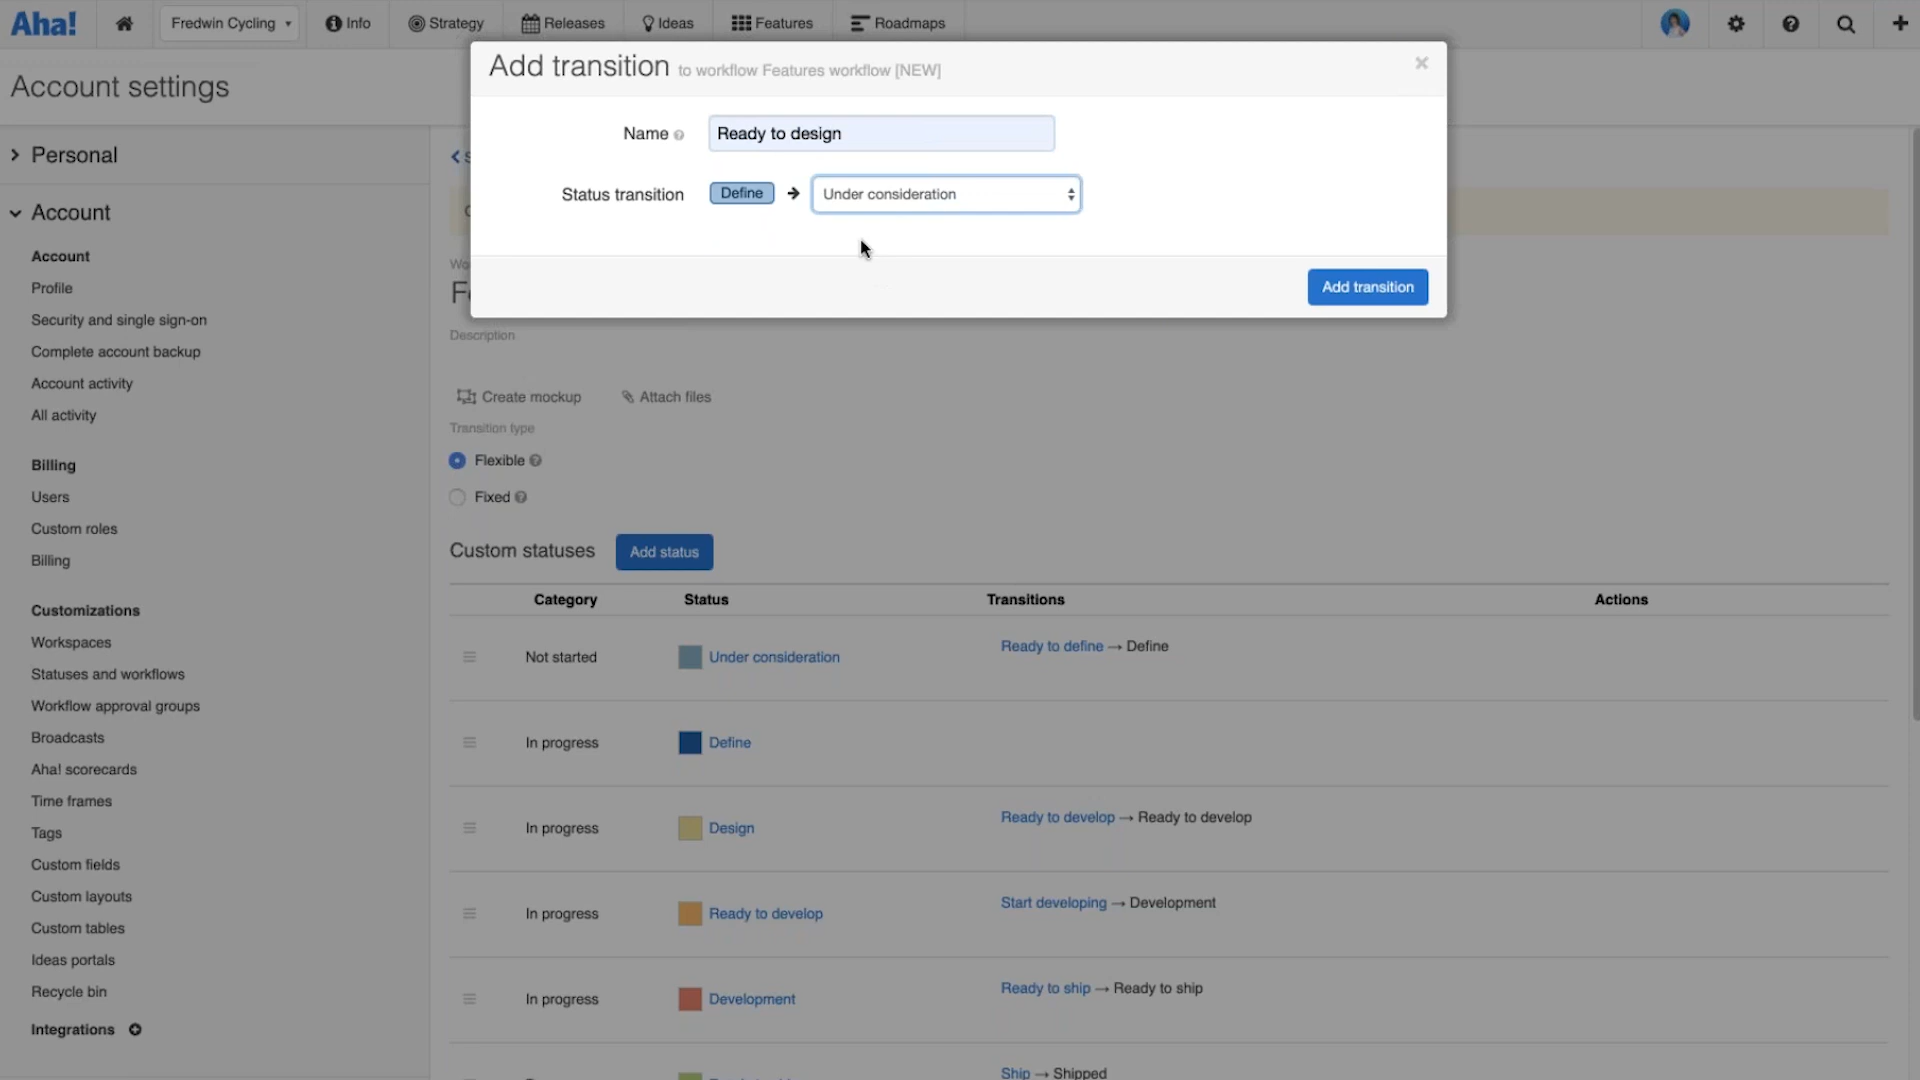 Aha!
Fredwin Cycling
Info
Strategy
Releases
Ideas
Features
Roadmaps
Account settings
Add transition to workflow Features workflow [NEW]
Name
Ready to design
Status transition
Define
Under consideration
Add transition
Personal
Account
Account
Profile
Security and single sign-on
Complete account backup
Account activity
All activity
Billing
Users
Custom roles
Billing
Customizations
Workspaces
Statuses and workflows
Workflow approval groups
Broadcasts
Aha! scorecards
Time frames
Tags
Custom fields
Custom layouts
Custom tables
Ideas portals
Recycle bin
Integrations
Description
Create mockup
Attach files
Transition type
Flexible
Fixed
Custom statuses
Add status
Category Status Transitions Actions
Not started Under consideration Ready to define → Define
In progress Define
In progress Design Ready to develop → Ready to develop
In progress Ready to develop Start developing → Development
In progress Development Ready to ship → Ready to ship
Ship → Shipped